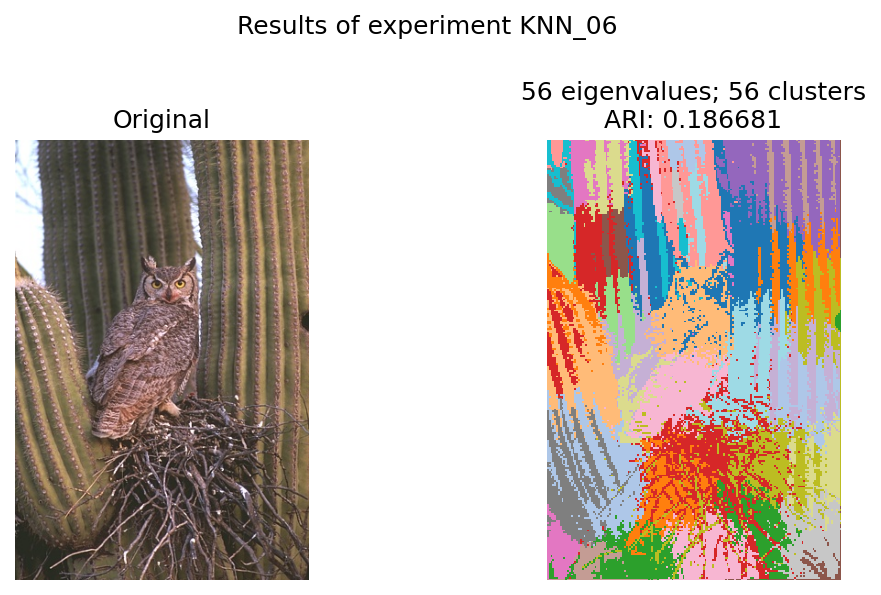 Results of experiment KNN_06
Original
56 eigenvalues; 56 clusters
ARI: 0.186681